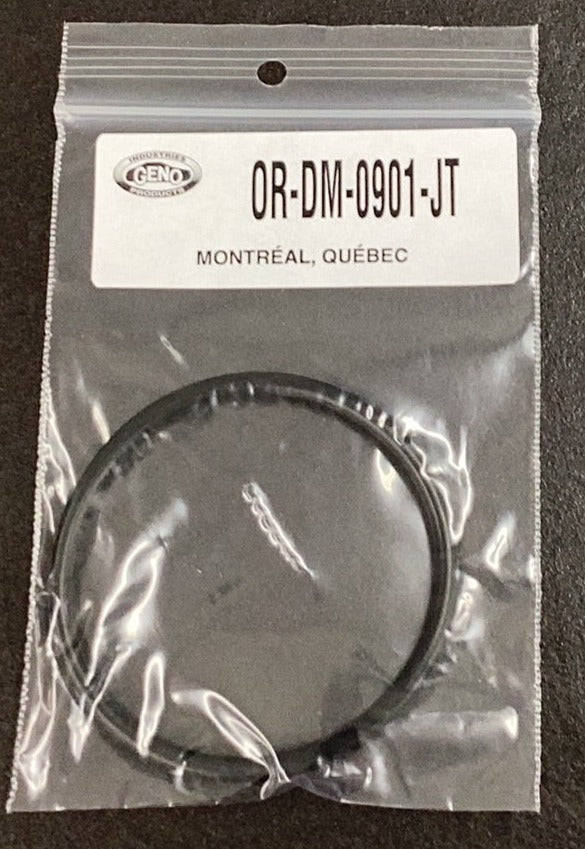 INDUSTRIES
GENO
PRODUCTS
OR-DM-0901-JT
MONTRÉAL, QUÉBEC